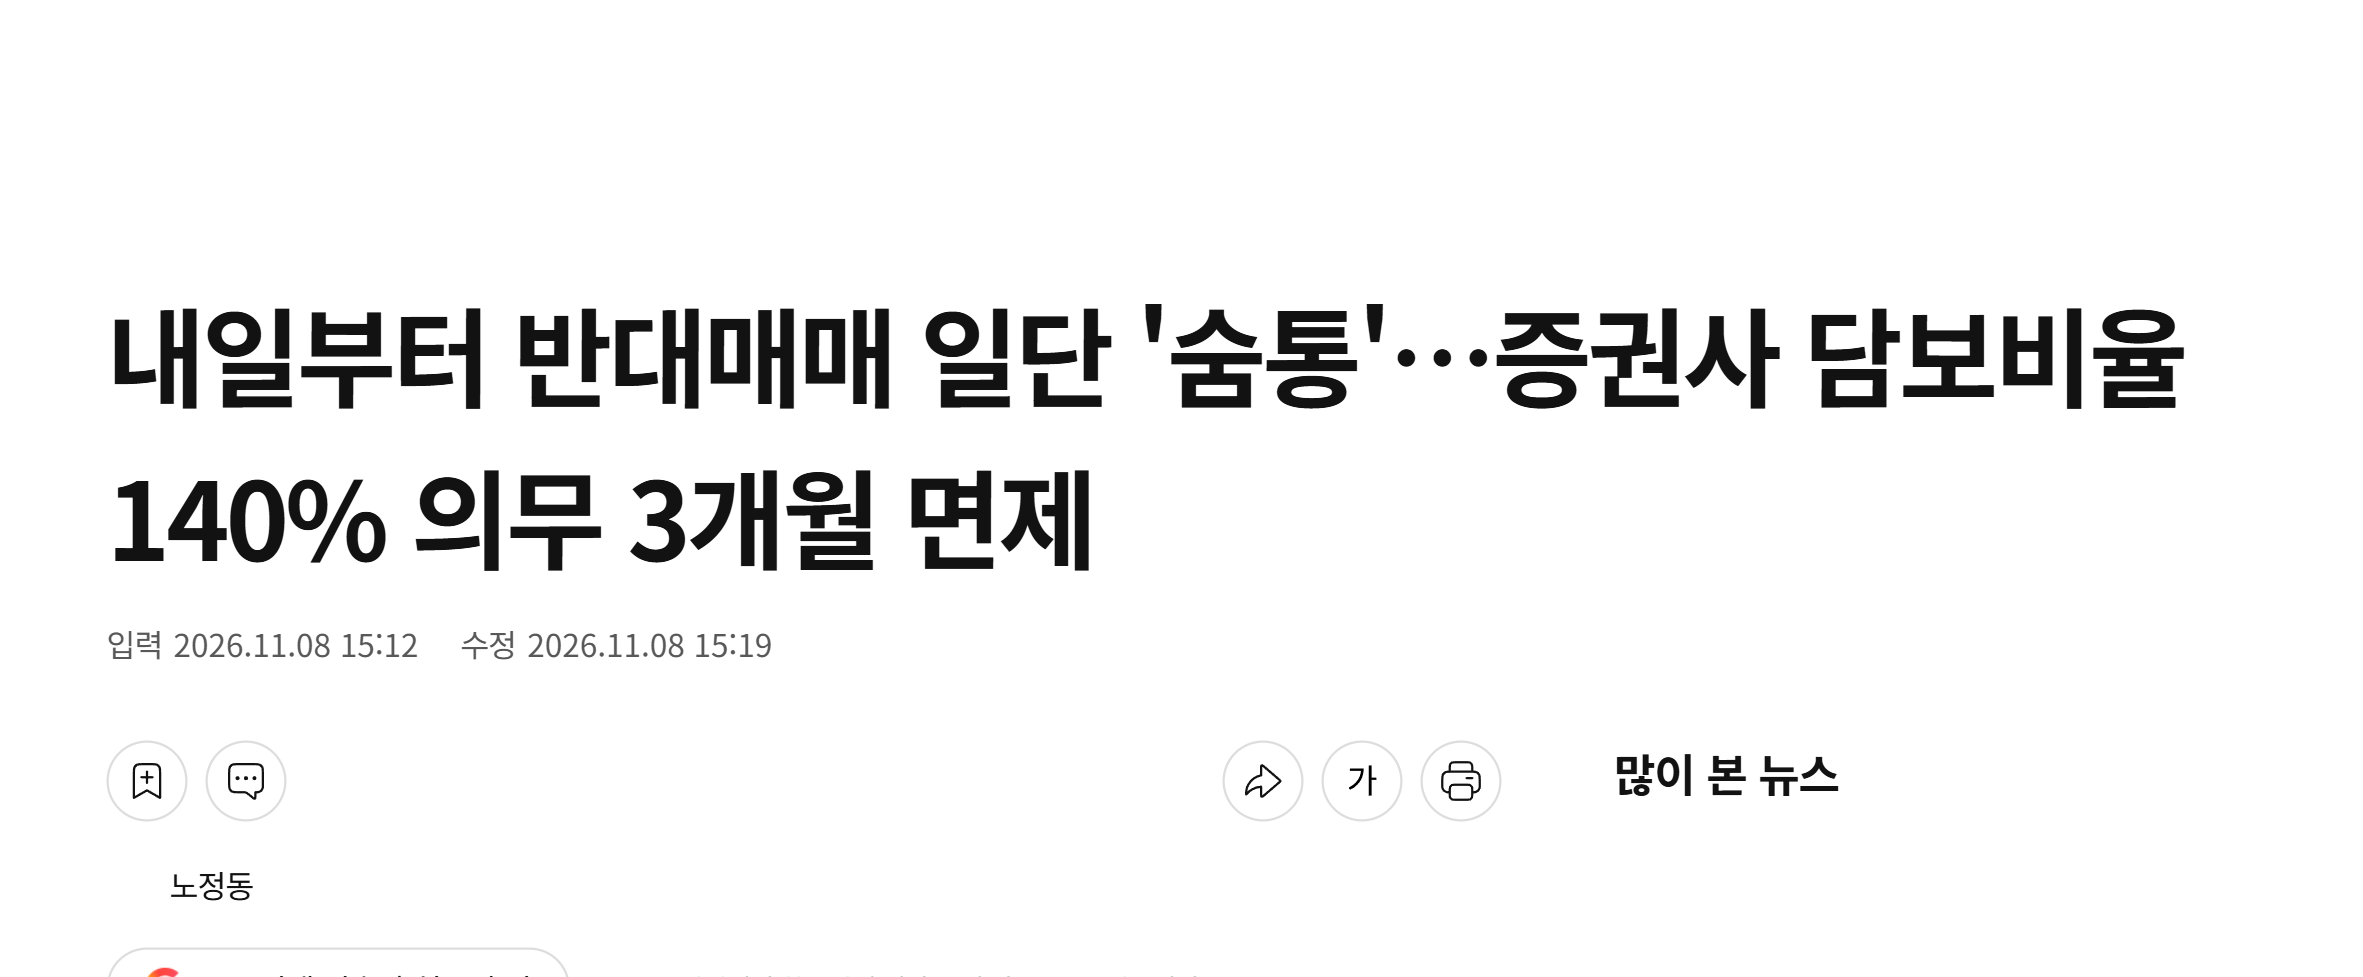 내일부터 반대매매 일단 '숨통'…증권사 담보비율
140% 의무 3개월 면제
입력 2026.11.08 15:12 수정 2026.11.08 15:19
가
많이 본 뉴스
노정동